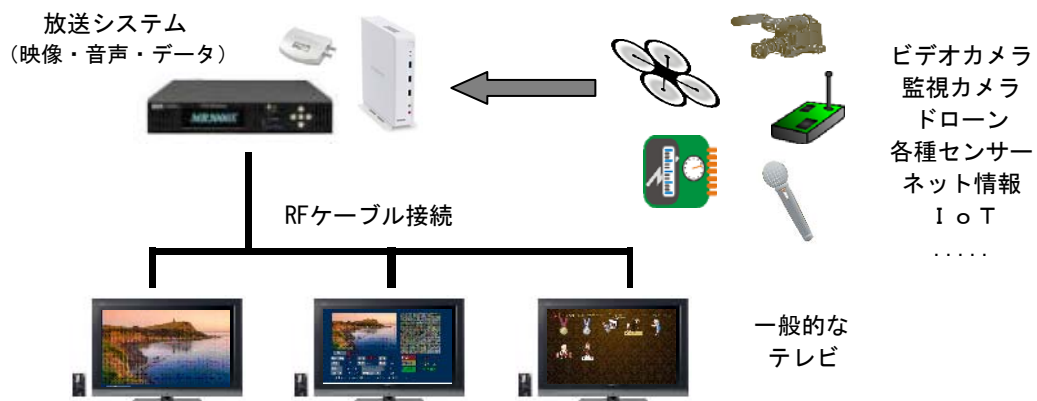 放送システム
（映像・音声・データ）
ビデオカメラ
監視カメラ
ドローン
各種センサー
ネット情報
ＩｏＴ
.....
RFケーブル接続
一般的な
テレビ